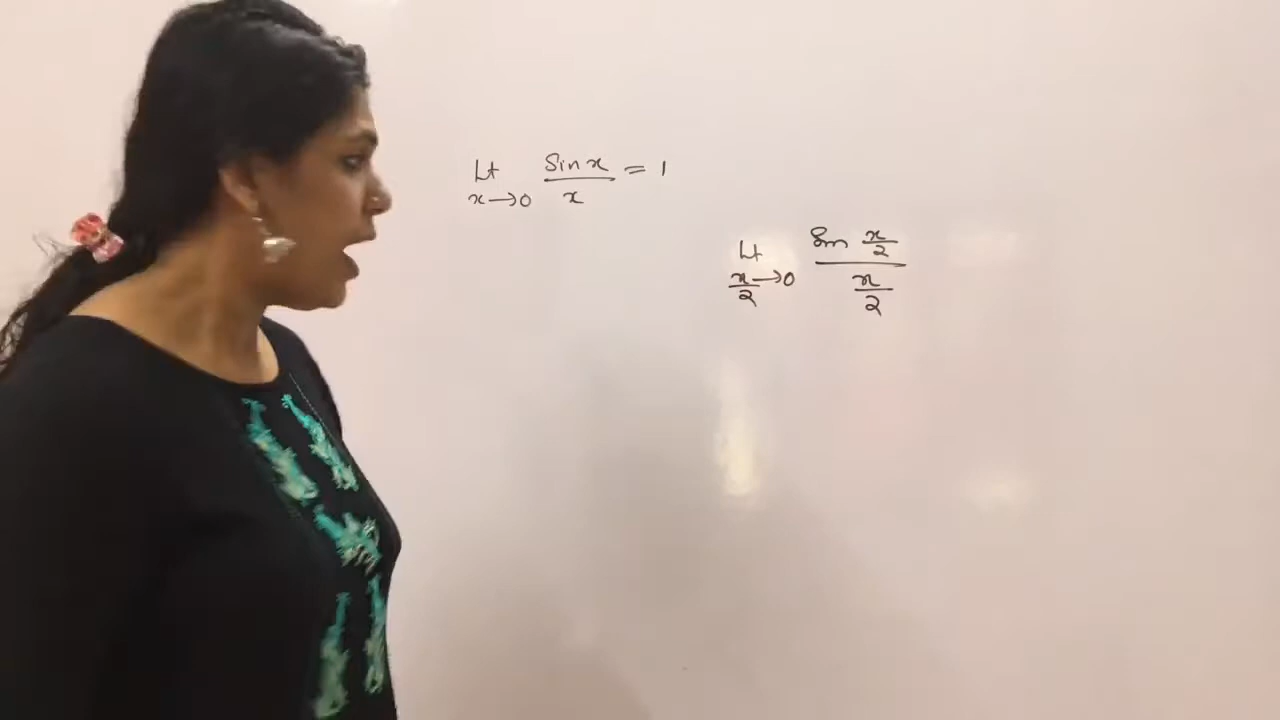 Lt x→0 Sin x / x = 1
Lt x/2→0 Sin x/2 / x/2